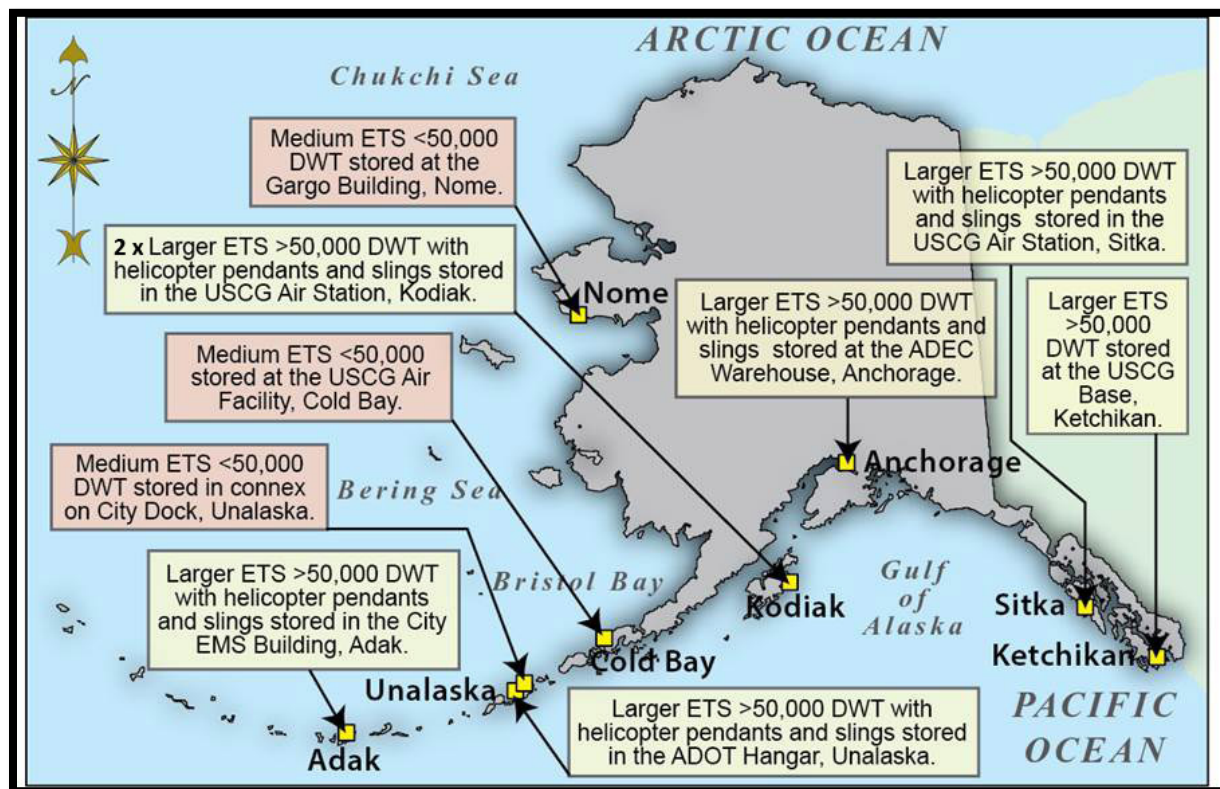 ARCTIC OCEAN
Chukchi Sea
N
Medium ETS <50,000
DWT stored at the
Gargo Building, Nome.
Larger ETS >50,000 DWT
with helicopter pendants
and slings stored in the
USCG Air Station, Sitka.
2 x Larger ETS >50,000 DWT with
helicopter pendants and slings stored
in the USCG Air Station, Kodiak.
Nome
Larger ETS >50,000 DWT
with helicopter pendants and
slings stored at the ADEC
Warehouse, Anchorage.
Larger ETS
>50,000
DWT stored
at the USCG
Base,
Ketchikan.
Medium ETS <50,000
stored at the USCG Air
Facility, Cold Bay.
Medium ETS <50,000
DWT stored in connex
on City Dock, Unalaska.
Bering Sea
Anchorage
Larger ETS >50,000 DWT
with helicopter pendants
and slings stored in the City
EMS Building, Adak.
Bristol Bay
Kodiak
Gulf
of
Alaska
Sitka
Cold Bay
Ketchikan
Unalaska
Adak
Larger ETS >50,000 DWT with
helicopter pendants and slings stored
in the ADOT Hangar, Unalaska.
PACIFIC
OCEAN